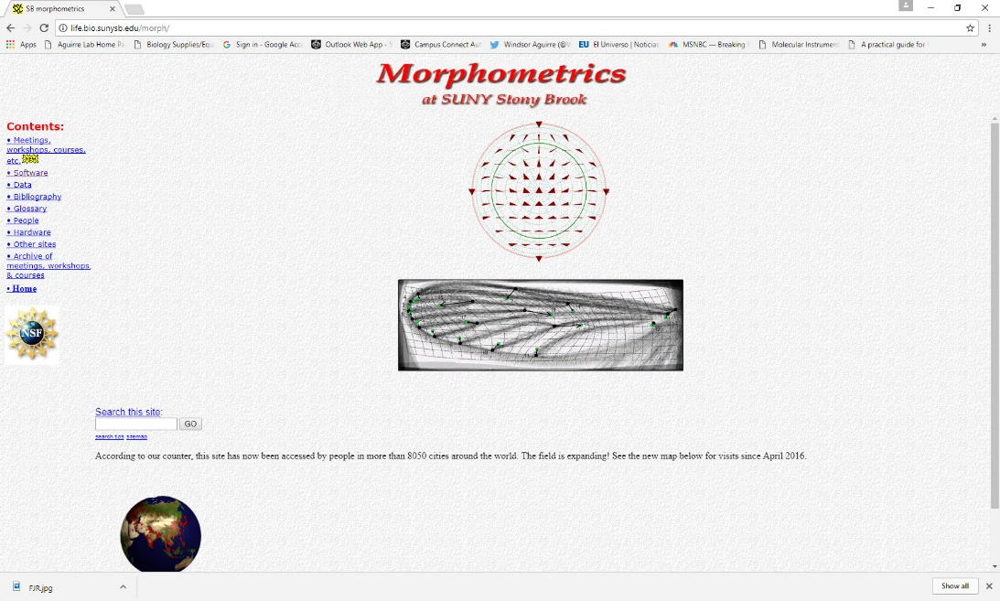 SB morphometrics
life.bio.sunysb.edu/morph/
Apps
Aguirre Lab Home Pa
Biology Supplies/Equ
Sign in - Google Acc
Outlook Web App -
Campus Connect Aut
Windsor Aguirre (@
EU El Universo | Noticias
MSNBC — Breaking
Molecular Instrument
A practical guide for
Morphometrics
at SUNY Stony Brook
Contents:
• Meetings,
workshops, courses,
etc.
• Software
• Data
• Bibliography
• Glossary
• People
• Hardware
• Other sites
• Archive of
meetings, workshops,
& courses
• Home
NSF
Search this site:
GO
search tips sitemap
According to our counter, this site has now been accessed by people in more than 8050 cities around the world. The field is expanding! See the new map below for visits since April 2016.
FJR.jpg
Show all